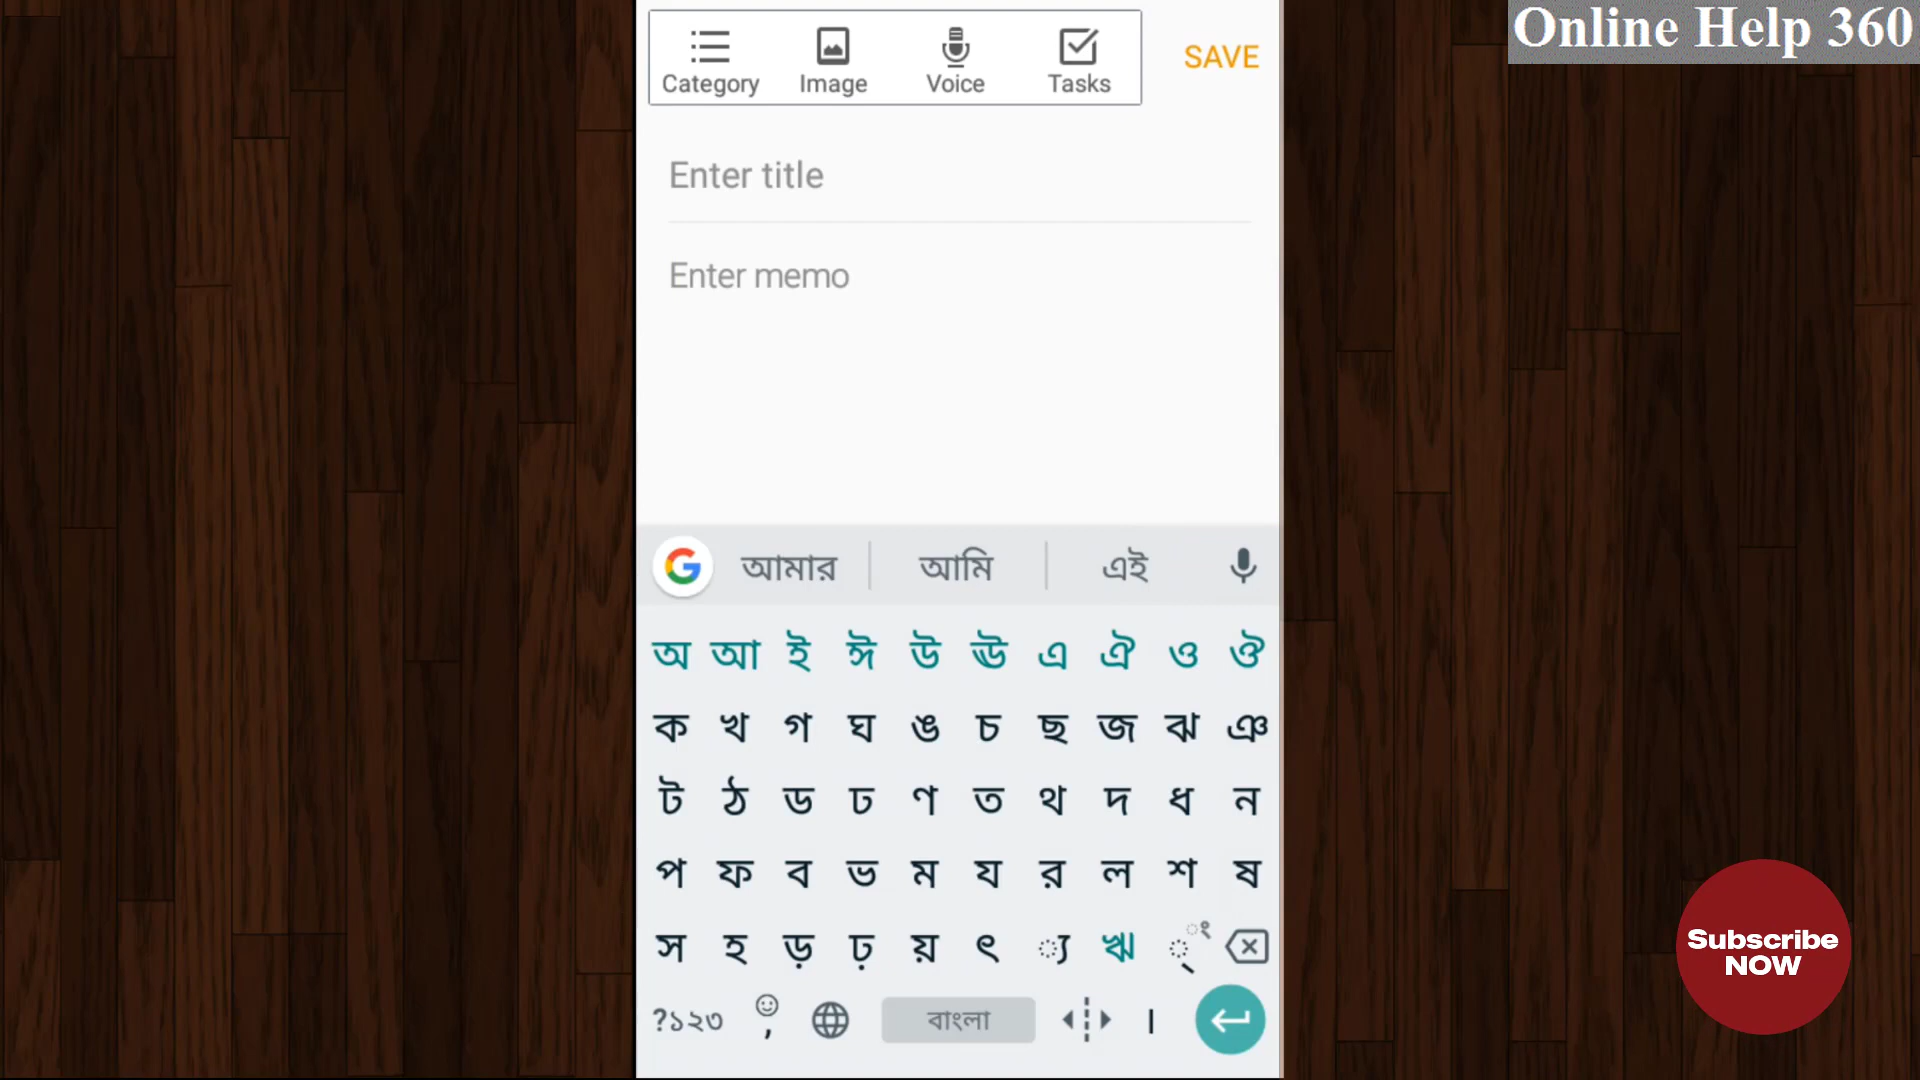 Online Help 360
Category Image Voice Tasks SAVE
Enter title
Enter memo
আমার আমি এই
অ আ ই ঈ উ ঊ এ ঐ ও ঔ
ক খ গ ঘ ঙ চ ছ জ ঝ ঞ
ট ঠ ড ঢ ণ ত থ দ ধ ন
প ফ ব ভ ম য র ল শ ষ
স হ ড় ঢ় য় ৎ ্য ঋ ্ ং
?১২৩ , বাংলা ।
Subscribe
NOW